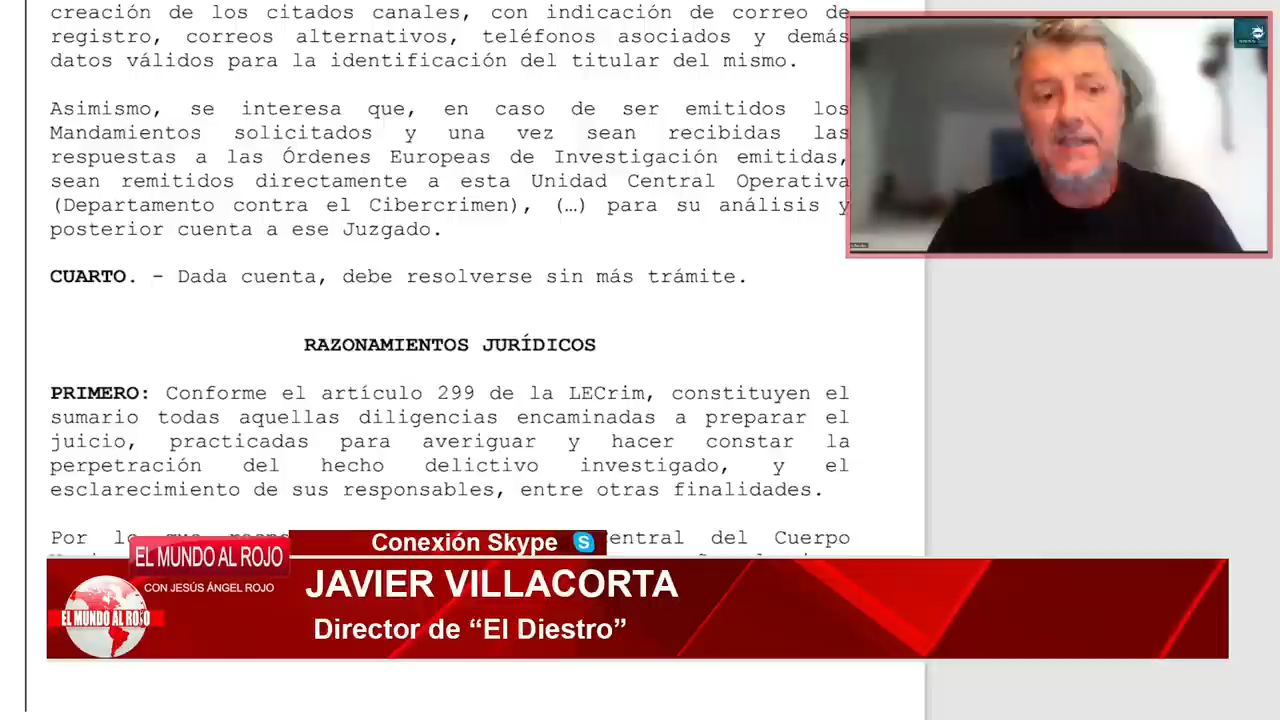 creación de los citados canales, con indicación de correo de
registro, correos alternativos, teléfonos asociados y demás
datos válidos para la identificación del titular del mismo.
Asimismo, se interesa que, en caso de ser emitidos los
Mandamientos solicitados y una vez sean recibidas las
respuestas a las Órdenes Europeas de Investigación emitidas,
sean remitidos directamente a esta Unidad Central Operativa
(Departamento contra el Cibercrimen), (…) para su análisis y
posterior cuenta a ese Juzgado.
CUARTO. - Dada cuenta, debe resolverse sin más trámite.
RAZONAMIENTOS JURÍDICOS
PRIMERO: Conforme el artículo 299 de la LECrim, constituyen el
sumario todas aquellas diligencias encaminadas a preparar el
juicio, practicadas para averiguar y hacer constar la
perpetración del hecho delictivo investigado, y el
esclarecimiento de sus responsables, entre otras finalidades.
Por lo que central del Cuerpo
Conexión Skype
EL MUNDO AL ROJO
CON JESÚS ÁNGEL ROJO
EL MUNDO AL ROJO
JAVIER VILLACORTA
Director de “El Diestro”